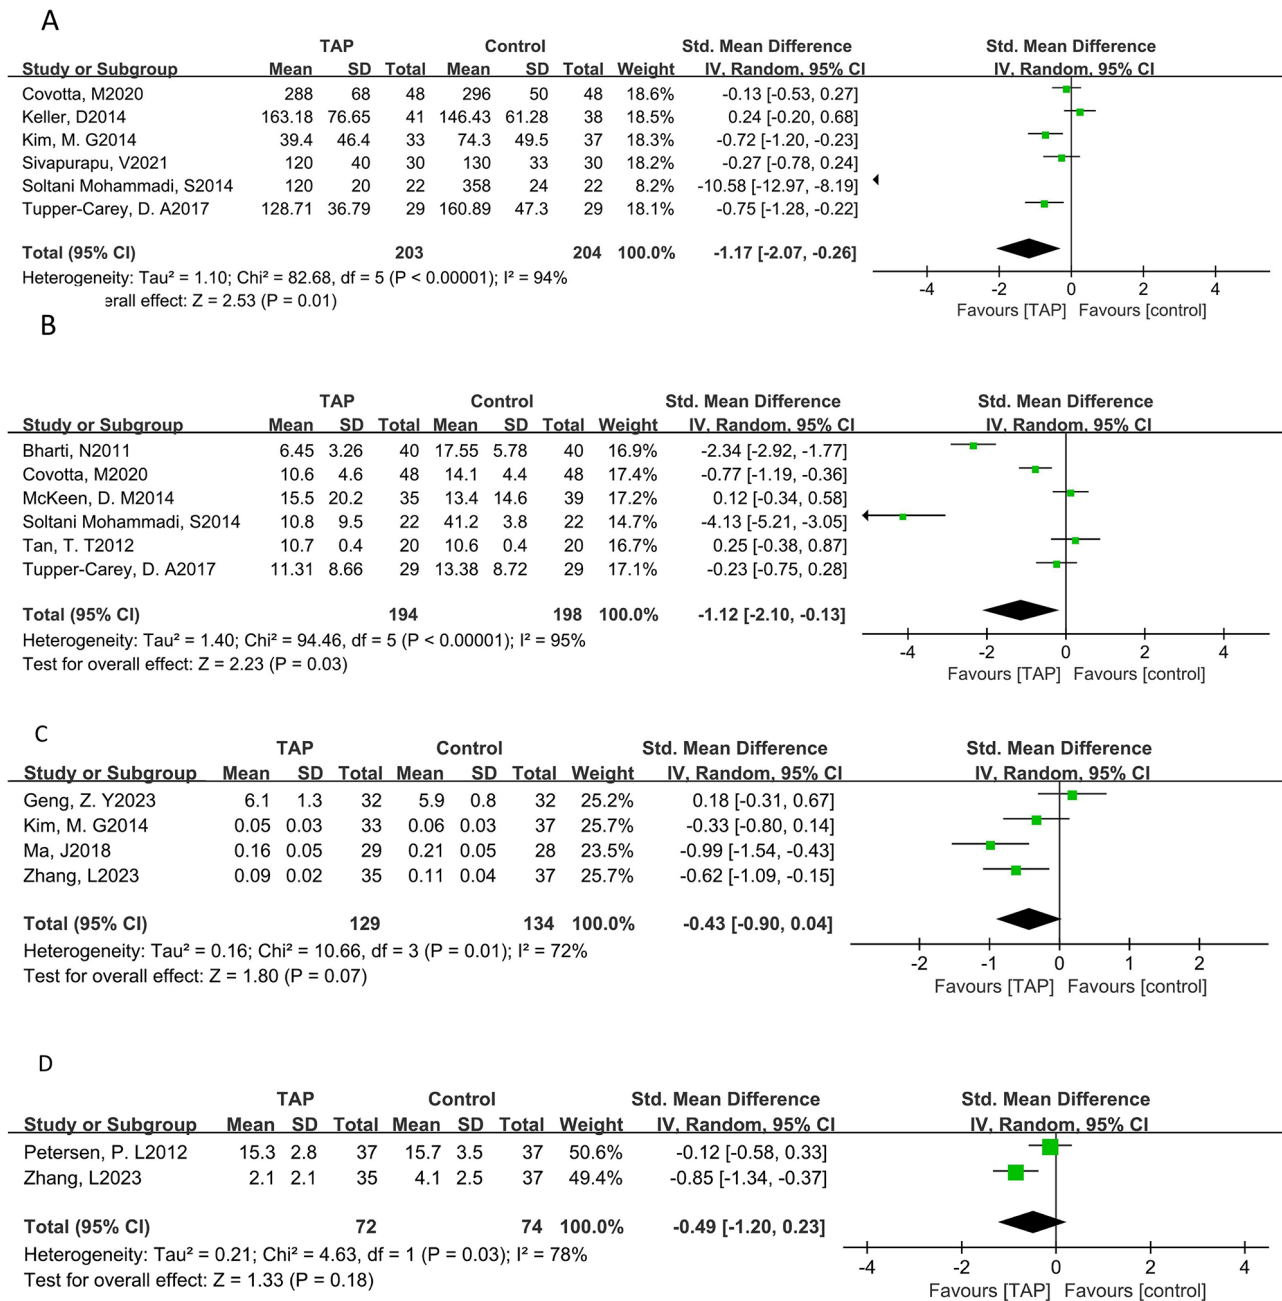 A
TAP Control Std. Mean Difference Std. Mean Difference
Study or Subgroup Mean SD Total Mean SD Total Weight IV, Random, 95% CI IV, Random, 95% CI
Covotta, M2020 288 68 48 296 50 48 18.6% -0.13 [-0.53, 0.27]
Keller, D2014 163.18 76.65 41 146.43 61.28 38 18.5% 0.24 [-0.20, 0.68]
Kim, M. G2014 39.4 46.4 33 74.3 49.5 37 18.3% -0.72 [-1.20, -0.23]
Sivapurapu, V2021 120 40 30 130 33 30 18.2% -0.27 [-0.78, 0.24]
Soltani Mohammadi, S2014 120 20 22 358 24 22 8.2% -10.58 [-12.97, -8.19]
Tupper-Carey, D. A2017 128.71 36.79 29 160.89 47.3 29 18.1% -0.75 [-1.28, -0.22]
Total (95% CI) 203 204 100.0% -1.17 [-2.07, -0.26]
Heterogeneity: Tau² = 1.10; Chi² = 82.68, df = 5 (P < 0.00001); I² = 94%
erall effect: Z = 2.53 (P = 0.01)
-4 -2 0 2 4
Favours [TAP] Favours [control]
B
TAP Control Std. Mean Difference Std. Mean Difference
Study or Subgroup Mean SD Total Mean SD Total Weight IV, Random, 95% CI IV, Random, 95% CI
Bharti, N2011 6.45 3.26 40 17.55 5.78 40 16.9% -2.34 [-2.92, -1.77]
Covotta, M2020 10.6 4.6 48 14.1 4.4 48 17.4% -0.77 [-1.19, -0.36]
McKeen, D. M2014 15.5 20.2 35 13.4 14.6 39 17.2% 0.12 [-0.34, 0.58]
Soltani Mohammadi, S2014 10.8 9.5 22 41.2 3.8 22 14.7% -4.13 [-5.21, -3.05]
Tan, T. T2012 10.7 0.4 20 10.6 0.4 20 16.7% 0.25 [-0.38, 0.87]
Tupper-Carey, D. A2017 11.31 8.66 29 13.38 8.72 29 17.1% -0.23 [-0.75, 0.28]
Total (95% CI) 194 198 100.0% -1.12 [-2.10, -0.13]
Heterogeneity: Tau² = 1.40; Chi² = 94.46, df = 5 (P < 0.00001); I² = 95%
Test for overall effect: Z = 2.23 (P = 0.03)
-4 -2 0 2 4
Favours [TAP] Favours [control]
C
TAP Control Std. Mean Difference Std. Mean Difference
Study or Subgroup Mean SD Total Mean SD Total Weight IV, Random, 95% CI IV, Random, 95% CI
Geng, Z. Y2023 6.1 1.3 32 5.9 0.8 32 25.2% 0.18 [-0.31, 0.67]
Kim, M. G2014 0.05 0.03 33 0.06 0.03 37 25.7% -0.33 [-0.80, 0.14]
Ma, J2018 0.16 0.05 29 0.21 0.05 28 23.5% -0.99 [-1.54, -0.43]
Zhang, L2023 0.09 0.02 35 0.11 0.04 37 25.7% -0.62 [-1.09, -0.15]
Total (95% CI) 129 134 100.0% -0.43 [-0.90, 0.04]
Heterogeneity: Tau² = 0.16; Chi² = 10.66, df = 3 (P = 0.01); I² = 72%
Test for overall effect: Z = 1.80 (P = 0.07)
-2 -1 0 1 2
Favours [TAP] Favours [control]
D
TAP Control Std. Mean Difference Std. Mean Difference
Study or Subgroup Mean SD Total Mean SD Total Weight IV, Random, 95% CI IV, Random, 95% CI
Petersen, P. L2012 15.3 2.8 37 15.7 3.5 37 50.6% -0.12 [-0.58, 0.33]
Zhang, L2023 2.1 2.1 35 4.1 2.5 37 49.4% -0.85 [-1.34, -0.37]
Total (95% CI) 72 74 100.0% -0.49 [-1.20, 0.23]
Heterogeneity: Tau² = 0.21; Chi² = 4.63, df = 1 (P = 0.03); I² = 78%
Test for overall effect: Z = 1.33 (P = 0.18)
-4 -2 0 2 4
Favours [TAP] Favours [control]